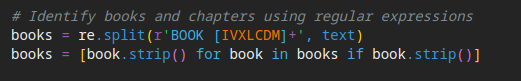 # Identify books and chapters using regular expressions
books = re.split(r'BOOK [IVXLCDM]+', text)
books = [book.strip() for book in books if book.strip()]